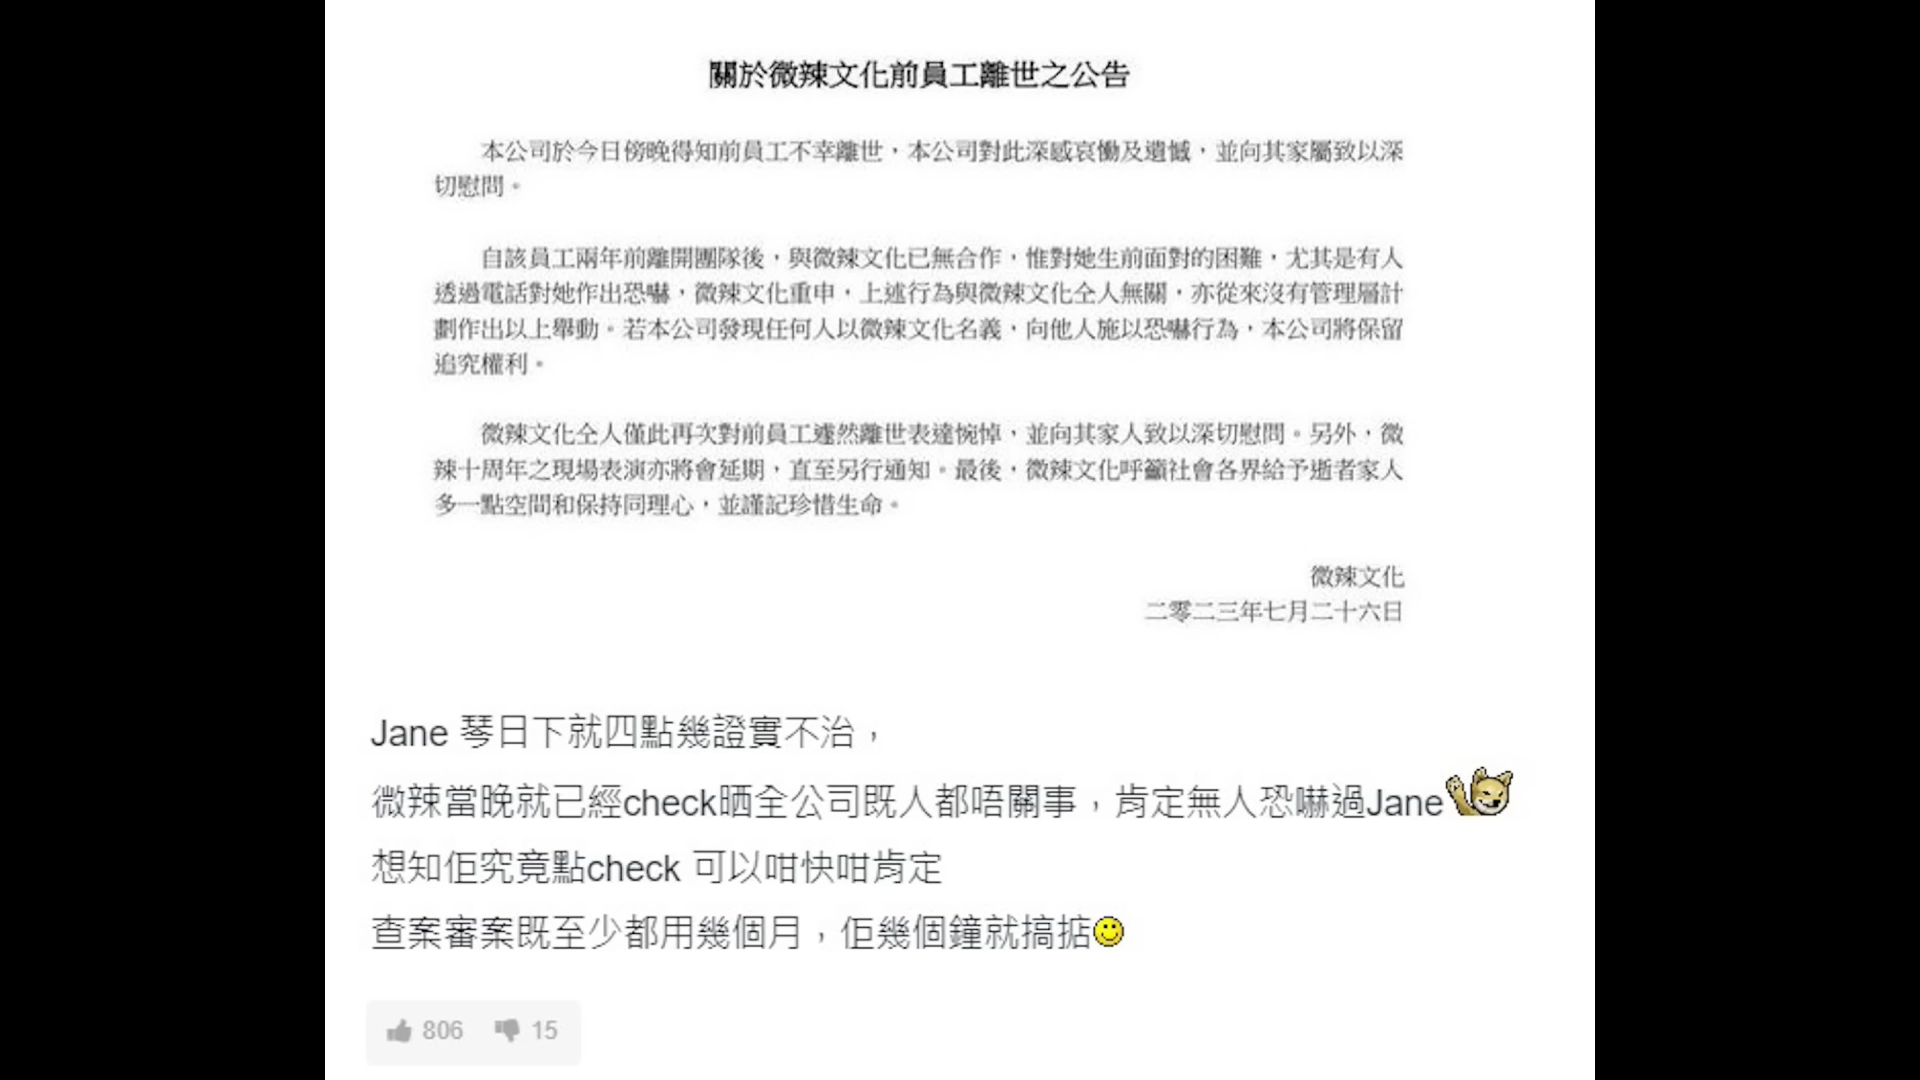 關於微辣文化前員工離世之公告
本公司於今日傍晚得知前員工不幸離世，本公司對此深感哀慟及遺憾，並向其家屬致以深
切慰問。
自該員工兩年前離開團隊後，與微辣文化已無合作，惟對她生前面對的困難，尤其是有人
透過電話對她作出恐嚇，微辣文化重申，上述行為與微辣文化仝人無關，亦從來沒有管理層計
劃作出以上舉動。若本公司發現任何人以微辣文化名義，向他人施以恐嚇行為，本公司將保留
追究權利。
微辣文化仝人僅此再次對前員工遽然離世表達惋悼，並向其家人致以深切慰問。另外，微
辣十周年之現場表演亦將會延期，直至另行通知。最後，微辣文化呼籲社會各界給予逝者家人
多一點空間和保持同理心，並謹記珍惜生命。
微辣文化
二零二三年七月二十六日
Jane 琴日下就四點幾證實不治，
微辣當晚就已經check晒全公司既人都唔關事，肯定無人恐嚇過Jane
想知佢究竟點check 可以咁快咁肯定
查案審案既至少都用幾個月，佢幾個鐘就搞掂
806 15